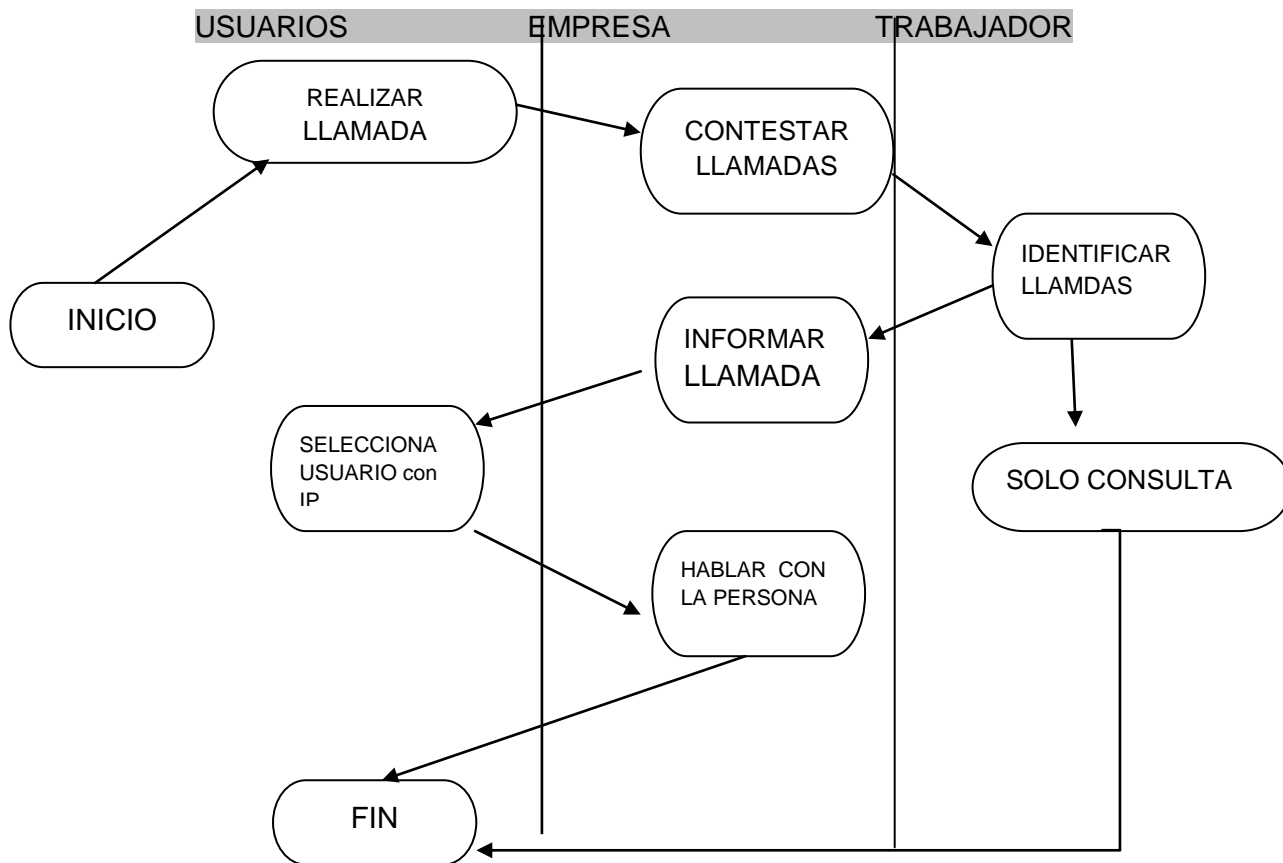 USUARIOS EMPRESA TRABAJADOR
REALIZAR
LLAMADA
CONTESTAR
LLAMADAS
IDENTIFICAR
LLAMDAS
INICIO
INFORMAR
LLAMADA
SELECCIONA
USUARIO con
IP
SOLO CONSULTA
HABLAR CON
LA PERSONA
FIN